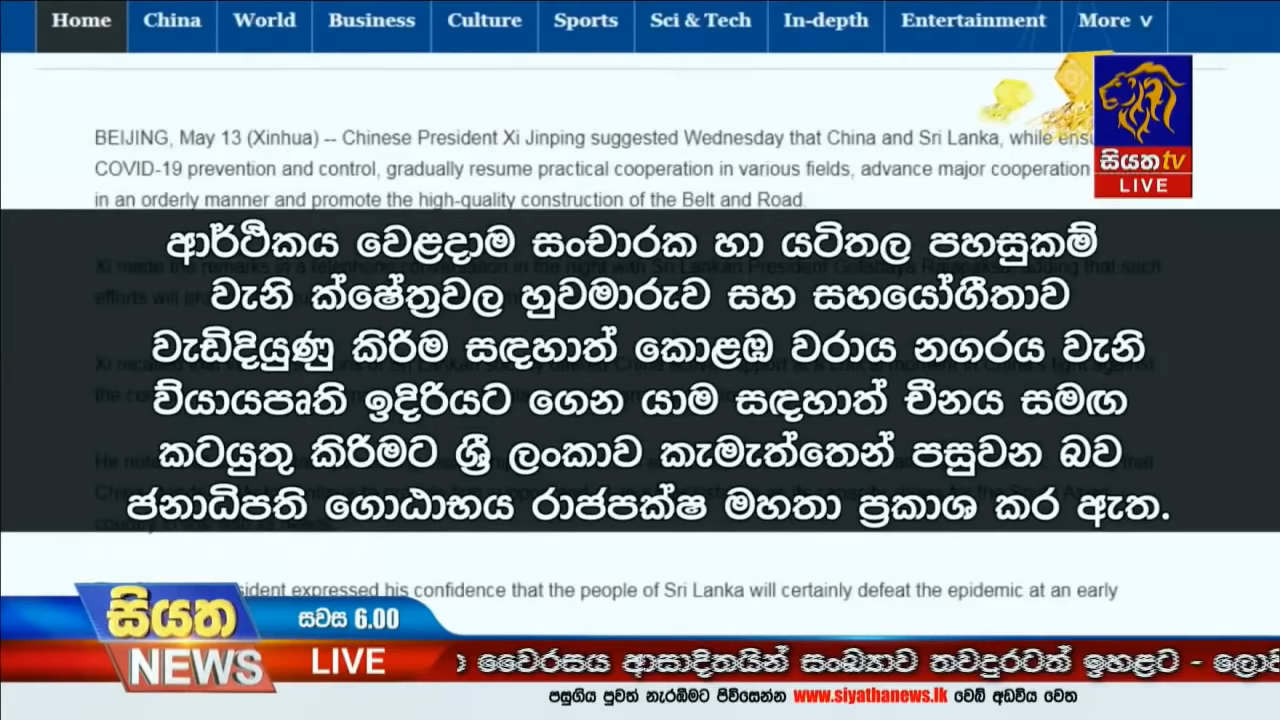 Home China World Business Culture Sports Sci & Tech In-depth Entertainment More
සියත tv
LIVE
BEIJING, May 13 (Xinhua) -- Chinese President Xi Jinping suggested Wednesday that China and Sri Lanka, while
COVID-19 prevention and control, gradually resume practical cooperation in various fields, advance major cooperation
in an orderly manner and promote the high-quality construction of the Belt and Road.
ආර්ථිකය වෙළදාම සංචාරක හා යටිතල පහසුකම්
වැනි ක්ෂේත්‍රවල හුවමාරුව සහ සහයෝගීතාව
වැඩිදියුණු කිරිම සඳහාත් කොළඹ වරාය නගරය වැනි
ව්යායපෘති ඉදිරියට ගෙන යාම සඳහාත් චීනය සමඟ
කටයුතු කිරිමට ශ්‍රී ලංකාව කැමැත්තෙන් පසුවන බව
ජනාධිපති ගොඨාභය රාජපක්ෂ මහතා ප්‍රකාශ කර ඇත.
expressed his confidence that the people of Sri Lanka will certainly defeat the epidemic at an early
සියත
NEWS
සවස 6.00
LIVE
වෛරසය ආසාදිතයින් සංඛ්‍යාව තවදුරටත් ඉහළට -
පසුගිය පුවත් නැරඹීමට පිවිසෙන්න www.siyathanews.lk වෙබ් අඩවිය වෙත